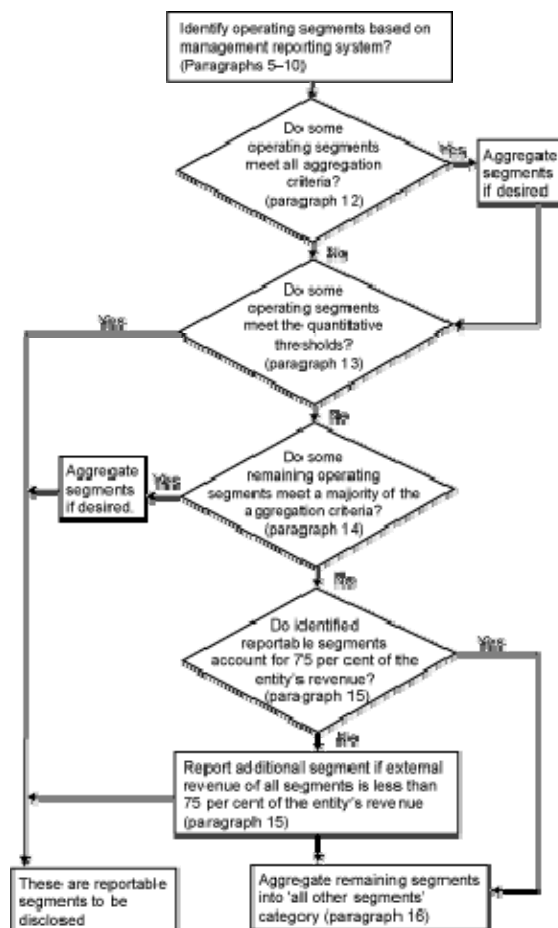 Identify operating segments based on
management reporting system?
(Paragraphs 5–10)
Do some
operating segments
meet all aggregation
criteria?
(paragraph 12)
Yes
Aggregate
segments
if desired
No
Do some
operating segments
meet the quantitative
thresholds?
(paragraph 13)
Yes
No
Do some
remaining operating
segments meet a majority of the
aggregation criteria?
(paragraph 14)
Yes
Aggregate
segments
if desired.
No
Do identified
reportable segments
account for 75 per cent of the
entity's revenue?
(paragraph 15)
Yes
No
Report additional segment if external
revenue of all segments is less than
75 per cent of the entity's revenue
(paragraph 15)
These are reportable
segments to be
disclosed
Aggregate remaining segments
into 'all other segments'
category (paragraph 16)